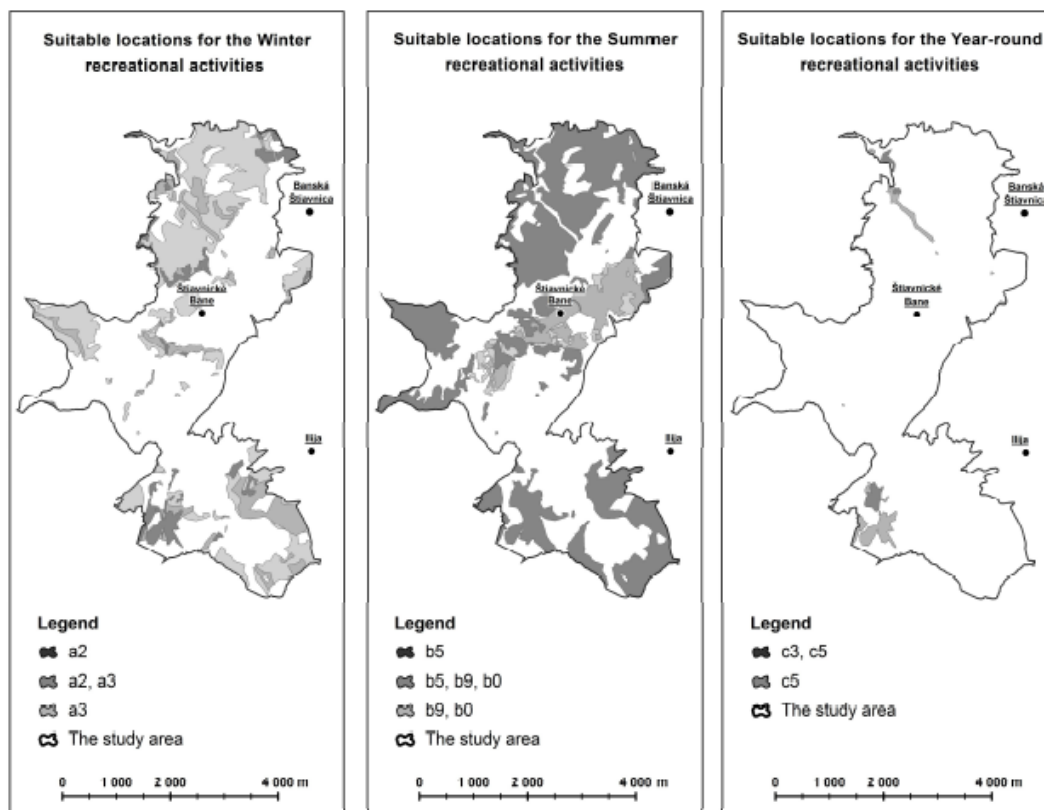 Suitable locations for the Winter
recreational activities
Banská
Štiavnica
Štiavnické
Bane
Ilija
Legend
a2
a2, a3
a3
The study area
0 1 000 2 000 4 000 m
Suitable locations for the Summer
recreational activities
Banská
Štiavnica
Štiavnické
Bane
Ilija
Legend
b5
b5, b9, b0
b9, b0
The study area
0 1 000 2 000 4 000 m
Suitable locations for the Year-round
recreational activities
Banská
Štiavnica
Štiavnické
Bane
Ilija
Legend
c3, c5
c5
The study area
0 1 000 2 000 4 000 m